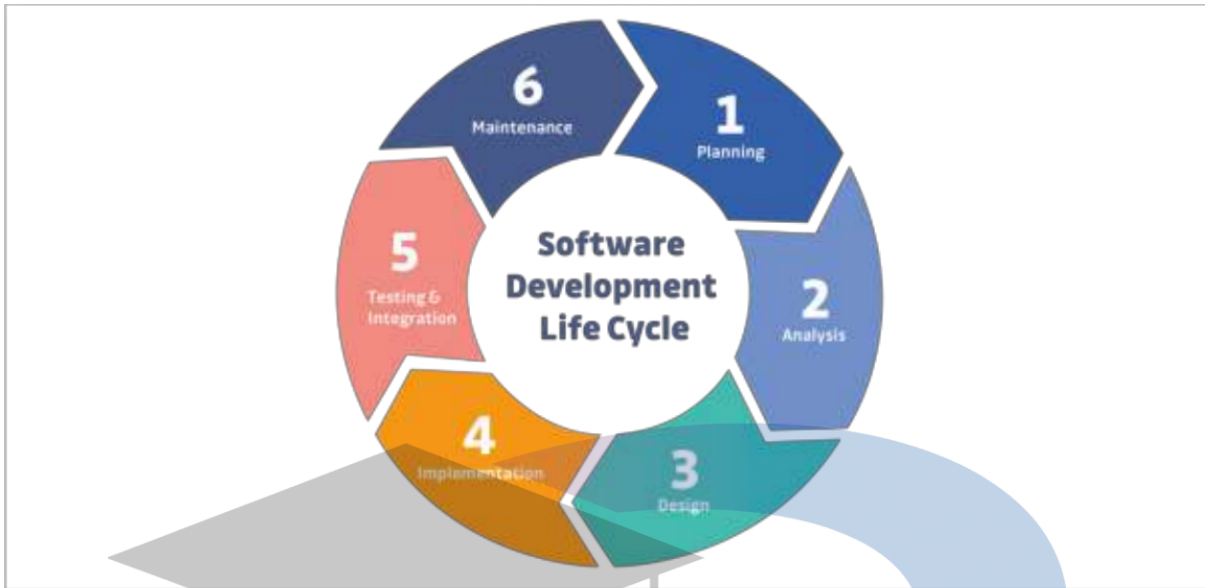 Software
Development
Life Cycle
1
Planning
2
Analysis
3
Design
4
Implementation
5
Testing &
Integration
6
Maintenance